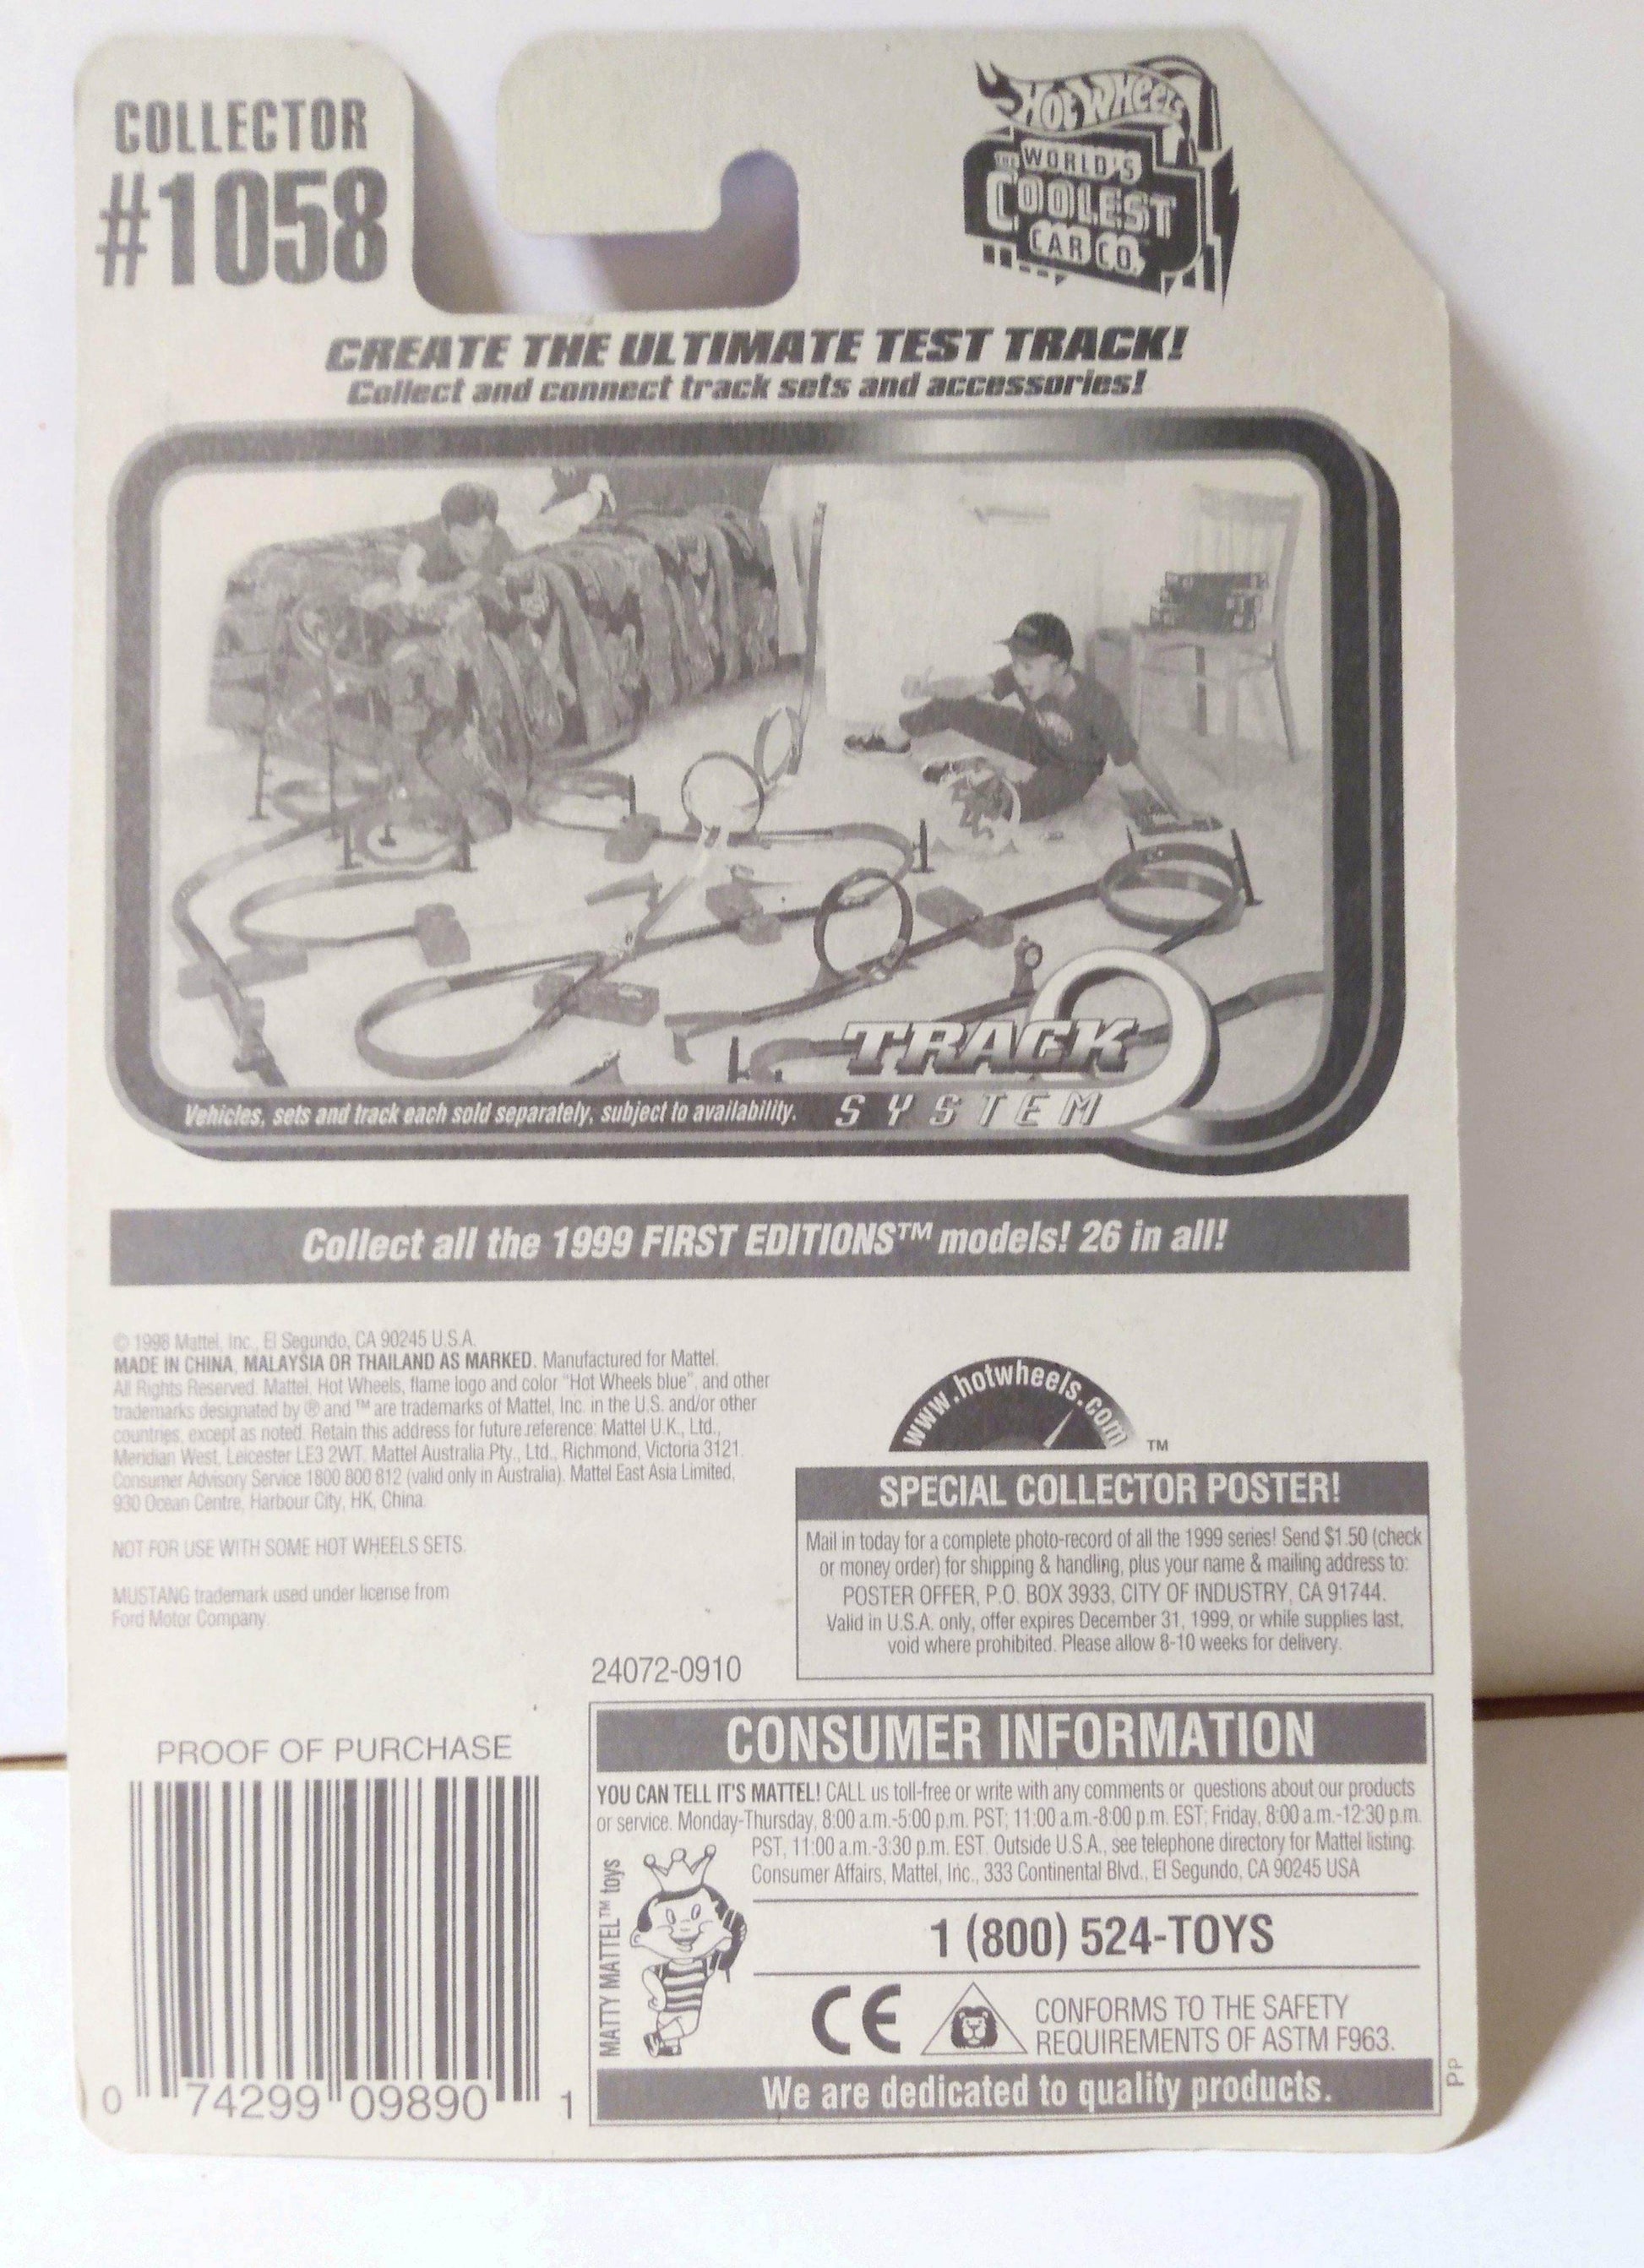 COLLECTOR
#1058
HOT WHEELS
THE WORLD'S
COOLEST
CAR CO.™
CREATE THE ULTIMATE TEST TRACK!
Collect and connect track sets and accessories!
TRACK
SYSTEM
Vehicles, sets and track each sold separately, subject to availability.
Collect all the 1999 FIRST EDITIONS™ models! 26 in all!
© 1998 Mattel, Inc., El Segundo, CA 90245 U.S.A.
MADE IN CHINA, MALAYSIA OR THAILAND AS MARKED. Manufactured for Mattel.
All Rights Reserved. Mattel, Hot Wheels, flame logo and color "Hot Wheels blue", and other
trademarks designated by ® and ™ are trademarks of Mattel, Inc. in the U.S. and/or other
countries, except as noted. Retain this address for future reference: Mattel U.K., Ltd.,
Meridian West, Leicester LE3 2WT. Mattel Australia Pty., Ltd., Richmond, Victoria 3121.
Consumer Advisory Service 1800 800 812 (valid only in Australia). Mattel East Asia Limited,
930 Ocean Centre, Harbour City, HK, China.
NOT FOR USE WITH SOME HOT WHEELS SETS.
MUSTANG trademark used under license from
Ford Motor Company.
24072-0910
www.hotwheels.com
™
SPECIAL COLLECTOR POSTER!
Mail in today for a complete photo-record of all the 1999 series! Send $1.50 (check
or money order) for shipping & handling, plus your name & mailing address to:
POSTER OFFER, P.O. BOX 3933, CITY OF INDUSTRY, CA 91744.
Valid in U.S.A. only, offer expires December 31, 1999, or while supplies last,
void where prohibited. Please allow 8-10 weeks for delivery.
PROOF OF PURCHASE
0 74299 09890 1
CONSUMER INFORMATION
YOU CAN TELL IT'S MATTEL! CALL us toll-free or write with any comments or questions about our products
or service. Monday-Thursday, 8:00 a.m.-5:00 p.m. PST; 11:00 a.m.-8:00 p.m. EST; Friday, 8:00 a.m.-12:30 p.m.
PST, 11:00 a.m.-3:30 p.m. EST. Outside U.S.A., see telephone directory for Mattel listing.
Consumer Affairs, Mattel, Inc., 333 Continental Blvd., El Segundo, CA 90245 USA
MATTY MATTEL™ toys
1 (800) 524-TOYS
CE
CONFORMS TO THE SAFETY
REQUIREMENTS OF ASTM F963.
We are dedicated to quality products.
PP